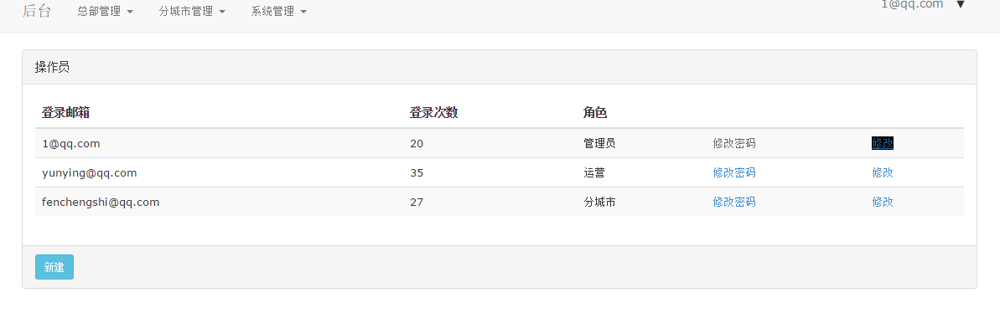 后台 总部管理 分城市管理 系统管理 1@qq.com
操作员
登录邮箱 登录次数 角色
1@qq.com 20 管理员 修改密码 修改
yunying@qq.com 35 运营 修改密码 修改
fenchengshi@qq.com 27 分城市 修改密码 修改
新建